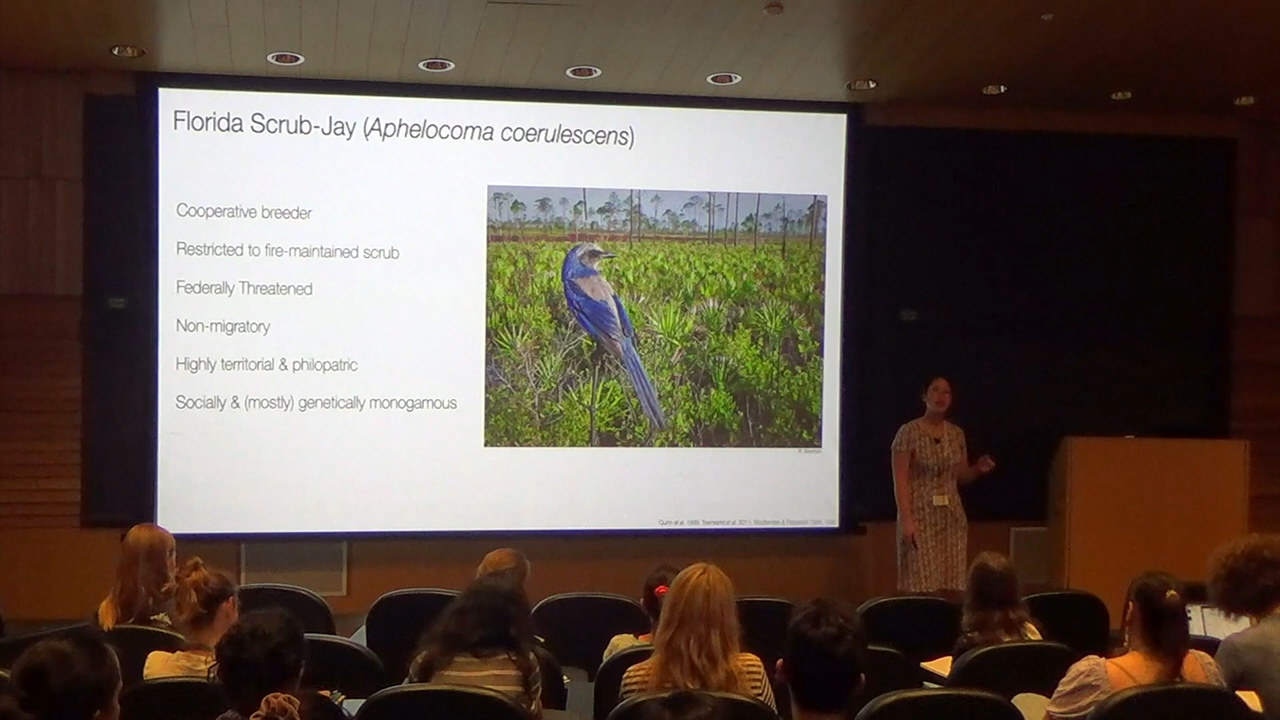 Florida Scrub-Jay (Aphelocoma coerulescens)
Cooperative breeder
Restricted to fire-maintained scrub
Federally Threatened
Non-migratory
Highly territorial & philopatric
Socially & (mostly) genetically monogamous